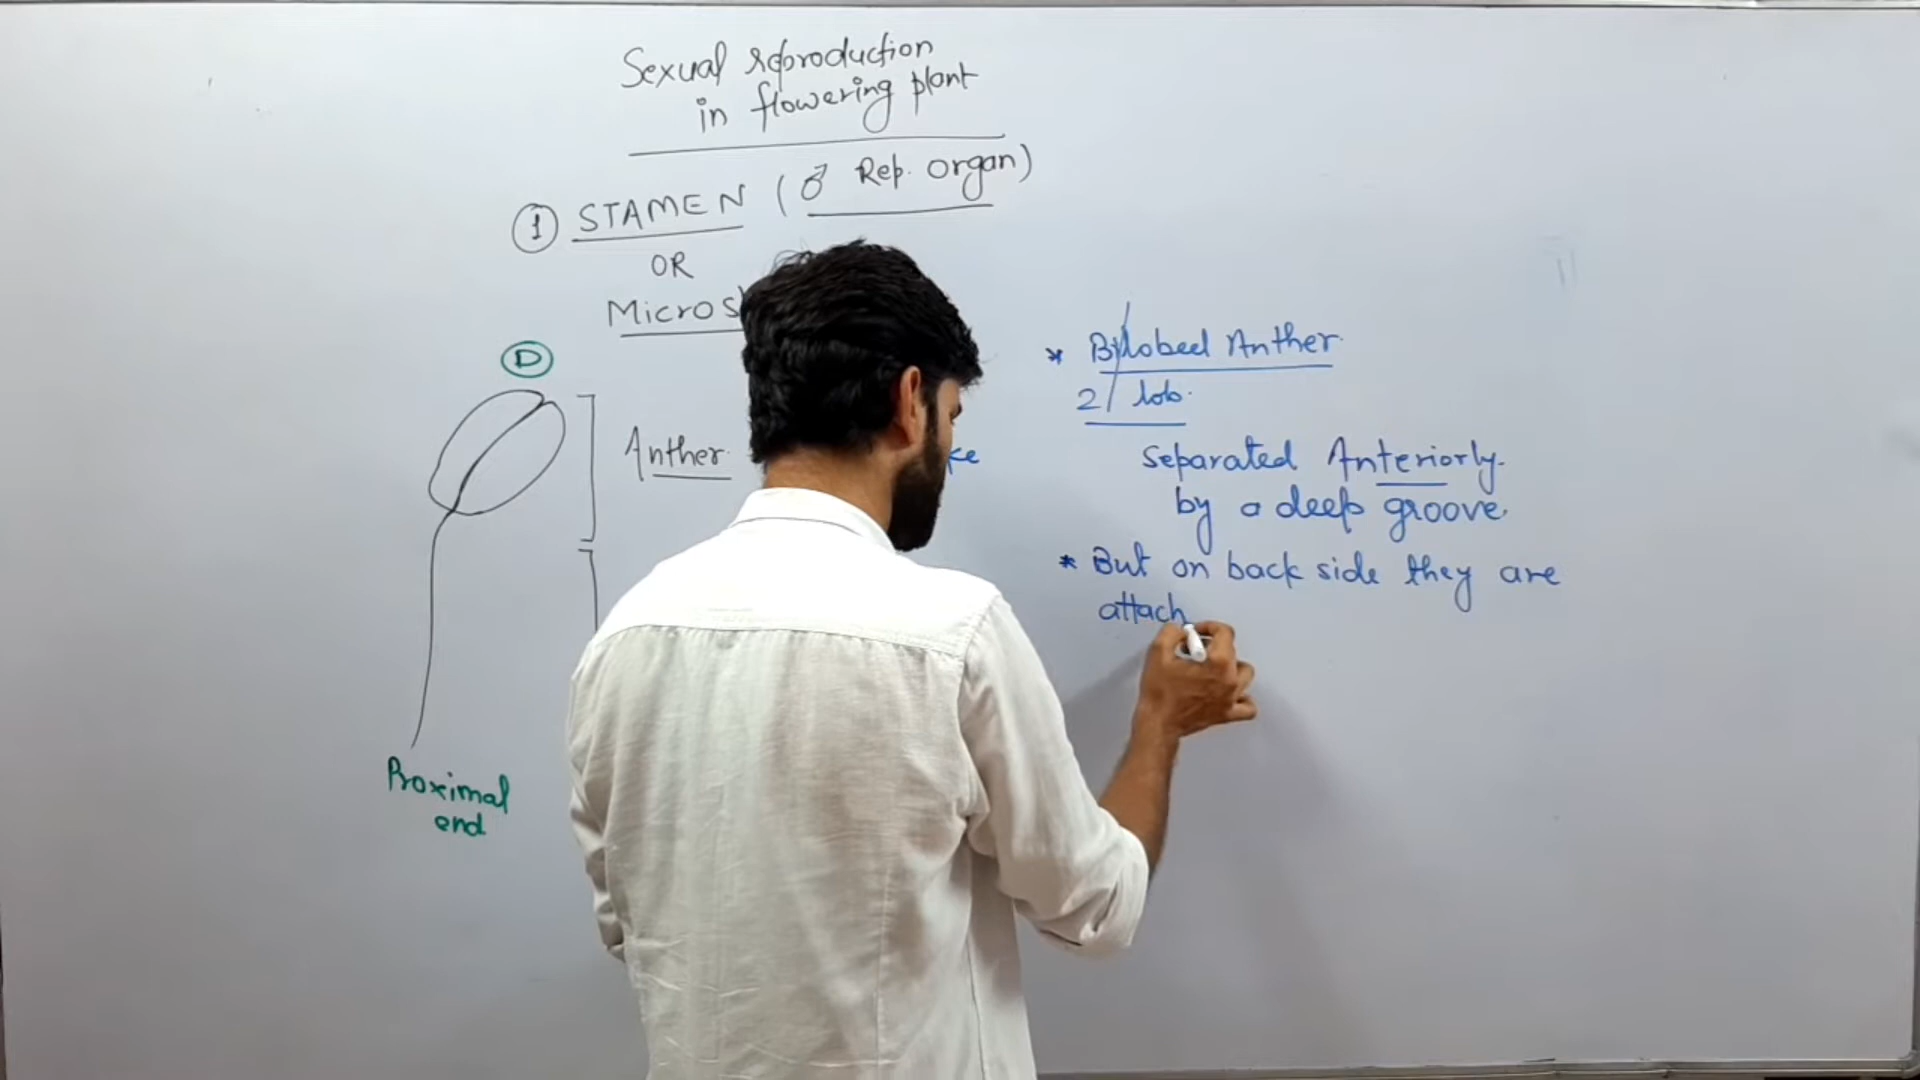 Sexual reproduction
in flowering plant
① STAMEN (♂ Rep. organ)
OR
D
Anther
Proximal
end
* Bilobed Anther
2 lob.
Separated Anteriorly.
by a deep groove.
* But on back side they are
attach